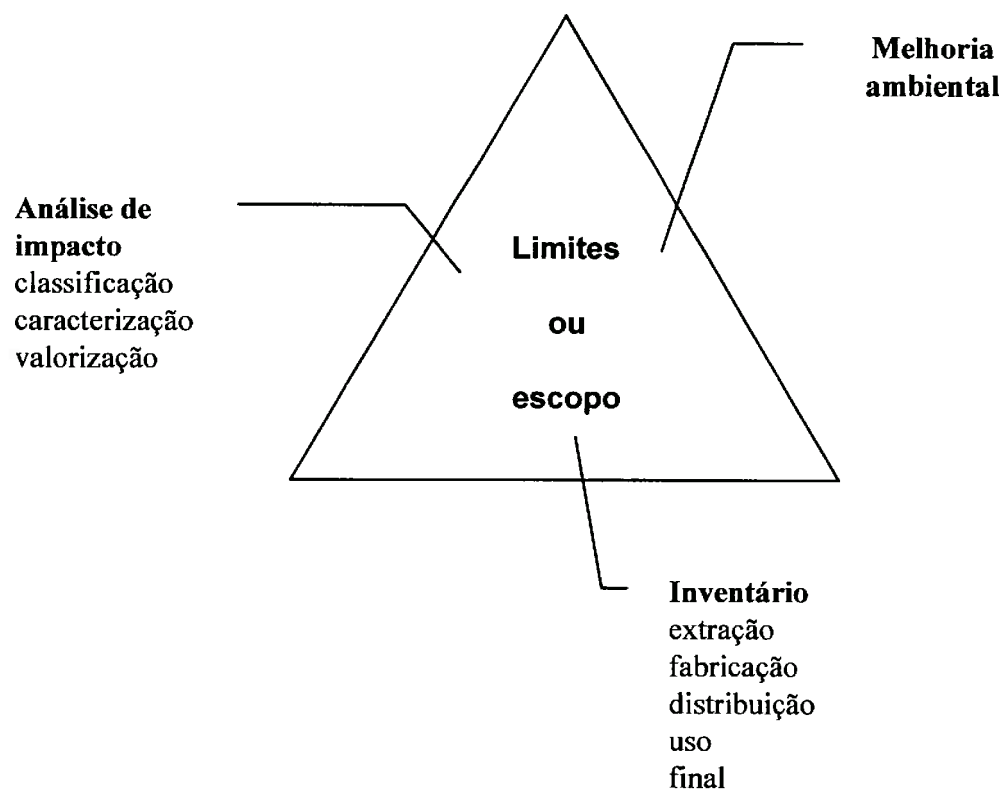 Melhoria
ambiental
Análise de
impacto
classificação
caracterização
valorização
Limites
ou
escopo
Inventário
extração
fabricação
distribuição
uso
final